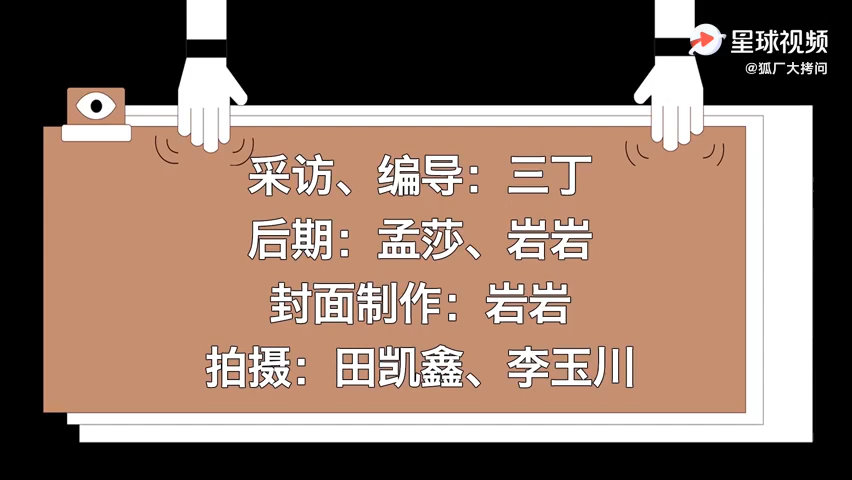 星球视频
@狐厂大拷问
采访、编导：三丁
后期：孟莎、岩岩
封面制作：岩岩
拍摄：田凯鑫、李玉川